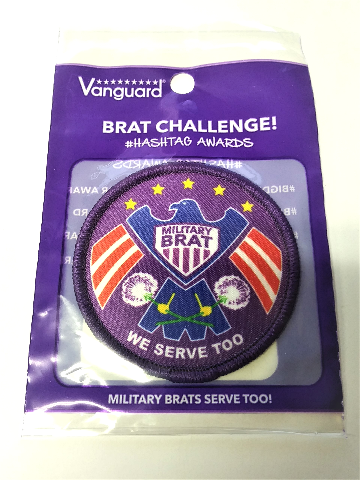 Vanguard®
BRAT CHALLENGE!
#HASHTAG AWARDS
MILITARY
BRAT
WE SERVE TOO
MILITARY BRATS SERVE TOO!